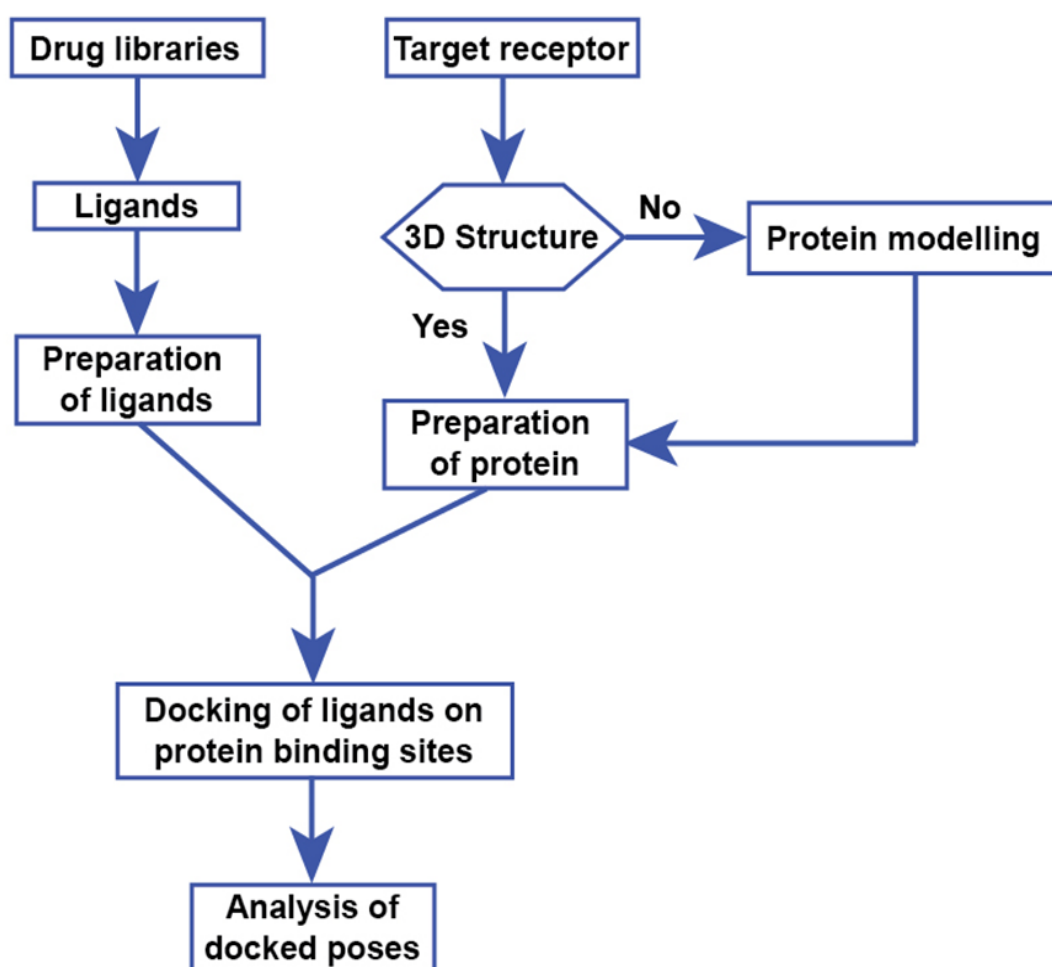 Drug libraries
Target receptor
Ligands
3D Structure
No
Protein modelling
Yes
Preparation
of ligands
Preparation
of protein
Docking of ligands on
protein binding sites
Analysis of
docked poses